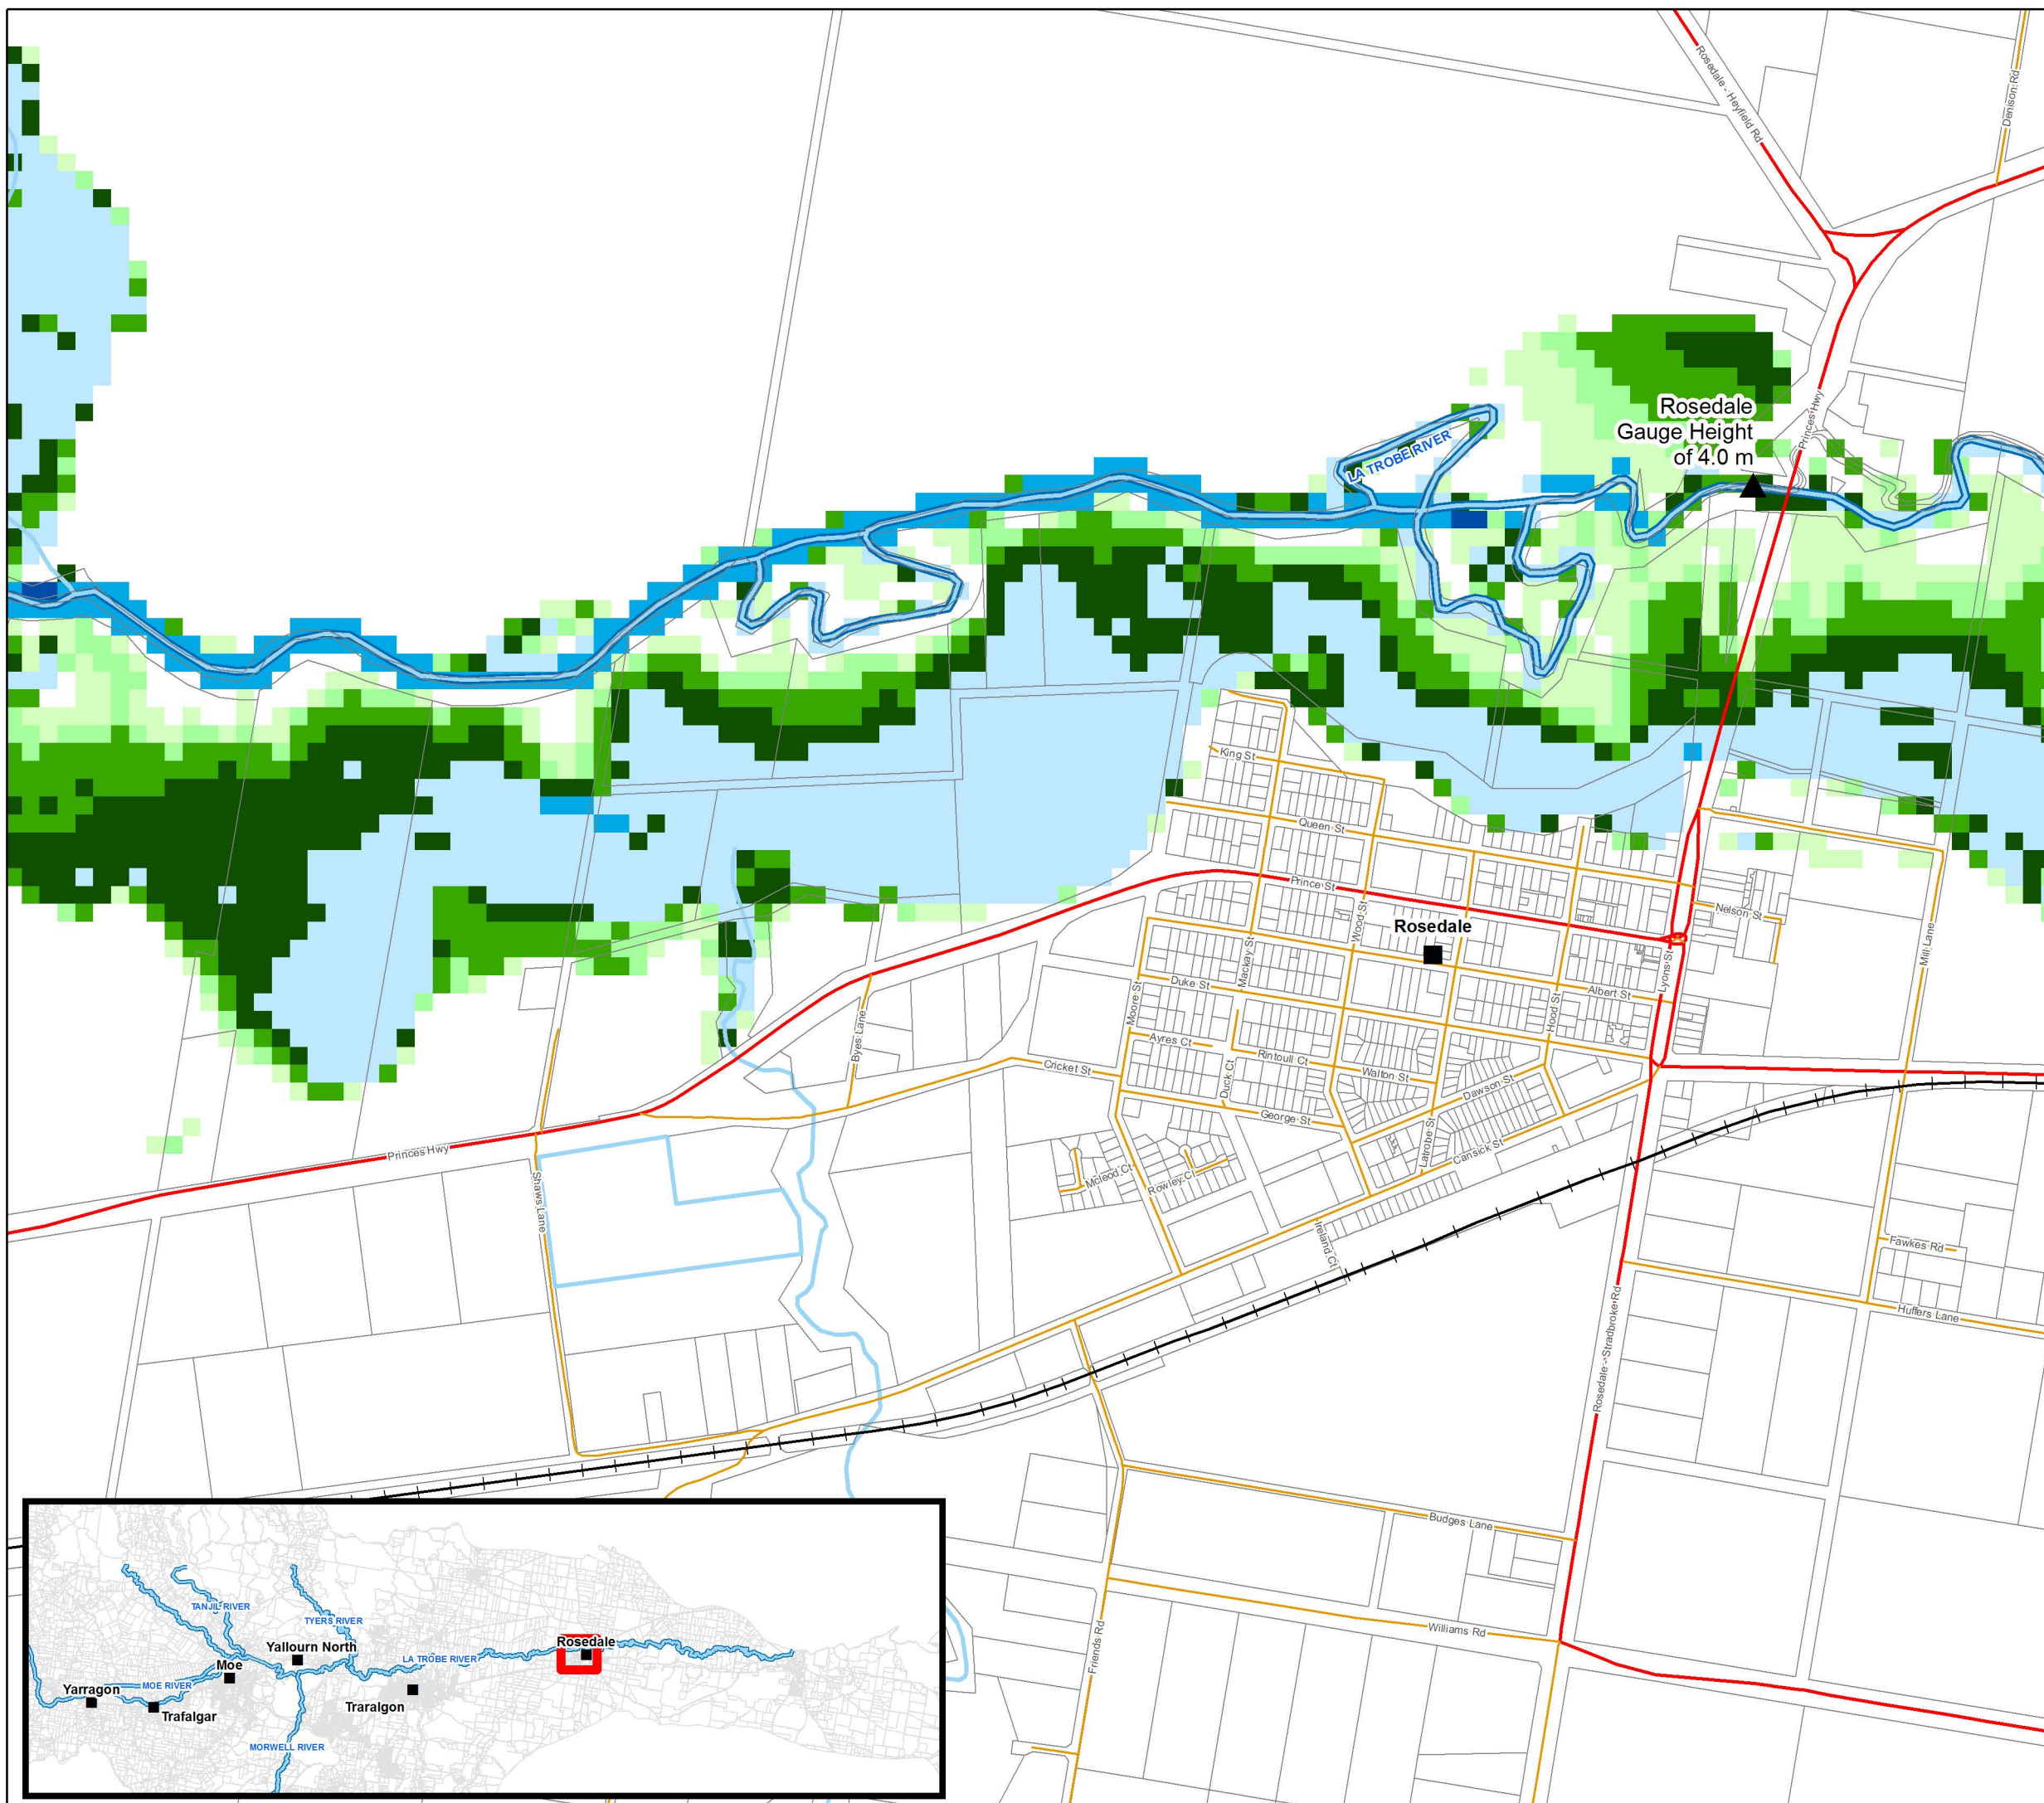 Rosedale - Heyfield Rd
Denison Rd
Rosedale
Gauge Height
of 4.0 m
Princes Hwy
LA TROBE RIVER
King St
Queen St
Prince St
Wood St
Rosedale
Nelson St
Mackay St
Lyons St
Mill Lane
Duke St
Albert St
Moore St
Hood St
Byes Lane
Ayres Ct
Rintoull Ct
Cricket St
Duck Ct
Walton St
Dawson St
George St
Latrobe St
Cansick St
Princes Hwy
Shaws Lane
Mcleod Ct
Rowley Ct
Ireland Ct
Fawkes Rd
Huffers Lane
Rosedale - Stradbroke Rd
Budges Lane
Friends Rd
Williams Rd
TANJIL RIVER
TYERS RIVER
Yallourn North
Rosedale
Moe
LA TROBE RIVER
MOE RIVER
Yarragon
Trafalgar
Traralgon
MORWELL RIVER